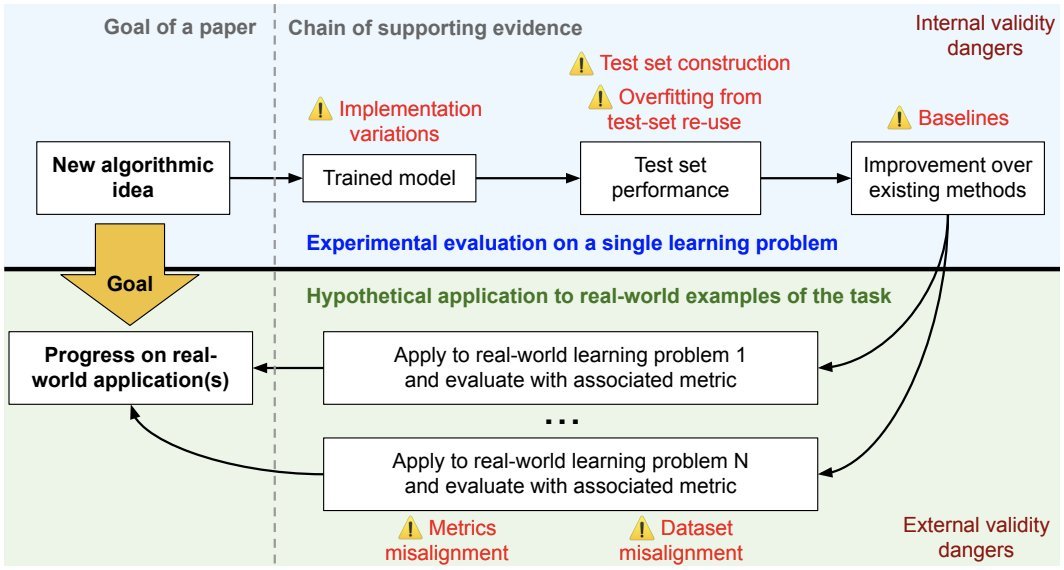 Goal of a paper
Chain of supporting evidence
Internal validity
dangers
⚠ Test set construction
⚠ Implementation
variations
⚠ Overfitting from
test-set re-use
⚠ Baselines
New algorithmic
idea
Trained model
Test set
performance
Improvement over
existing methods
Experimental evaluation on a single learning problem
Goal
Hypothetical application to real-world examples of the task
Progress on real-
world application(s)
Apply to real-world learning problem 1
and evaluate with associated metric
...
Apply to real-world learning problem N
and evaluate with associated metric
⚠ Metrics
misalignment
⚠ Dataset
misalignment
External validity
dangers